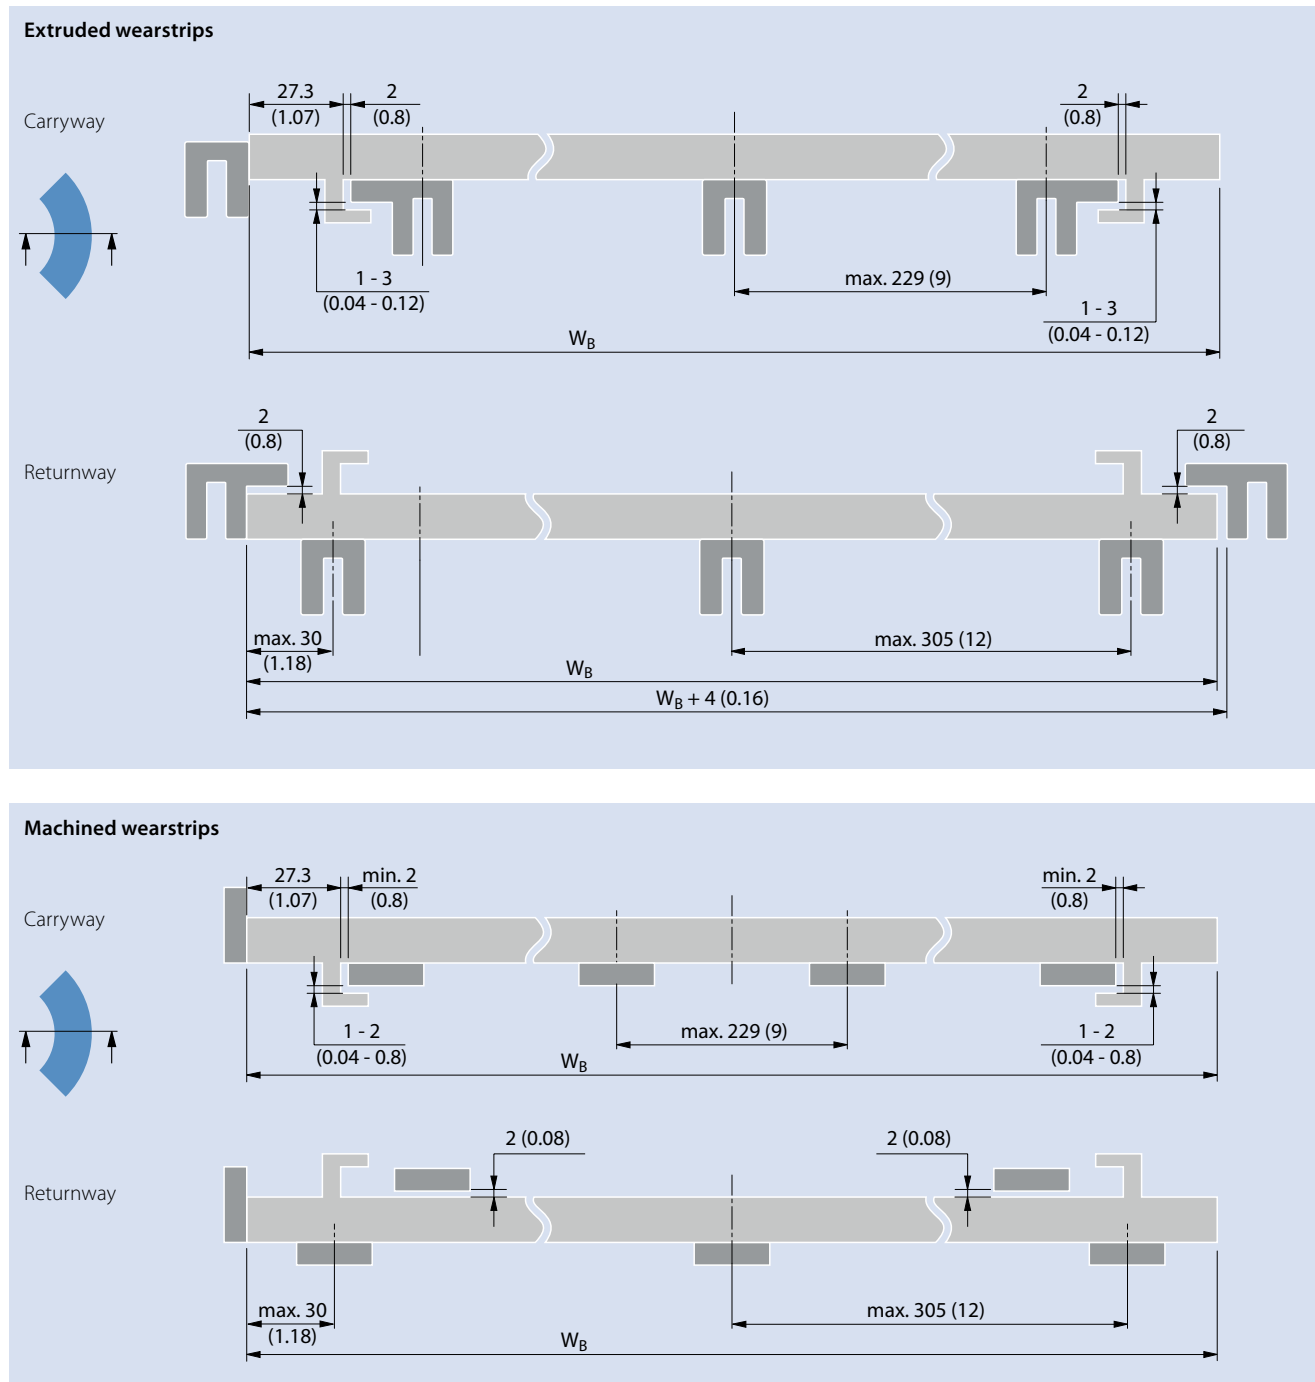 Extruded wearstrips
Carryway
27.3
(1.07)
2
(0.8)
2
(0.8)
1 - 3
(0.04 - 0.12)
max. 229 (9)
1 - 3
(0.04 - 0.12)
WB
Returnway
2
(0.8)
2
(0.8)
max. 30
(1.18)
max. 305 (12)
WB
WB + 4 (0.16)
Machined wearstrips
Carryway
27.3
(1.07)
min. 2
(0.8)
min. 2
(0.8)
1 - 2
(0.04 - 0.8)
max. 229 (9)
1 - 2
(0.04 - 0.8)
WB
Returnway
2 (0.08)
2 (0.08)
max. 30
(1.18)
max. 305 (12)
WB